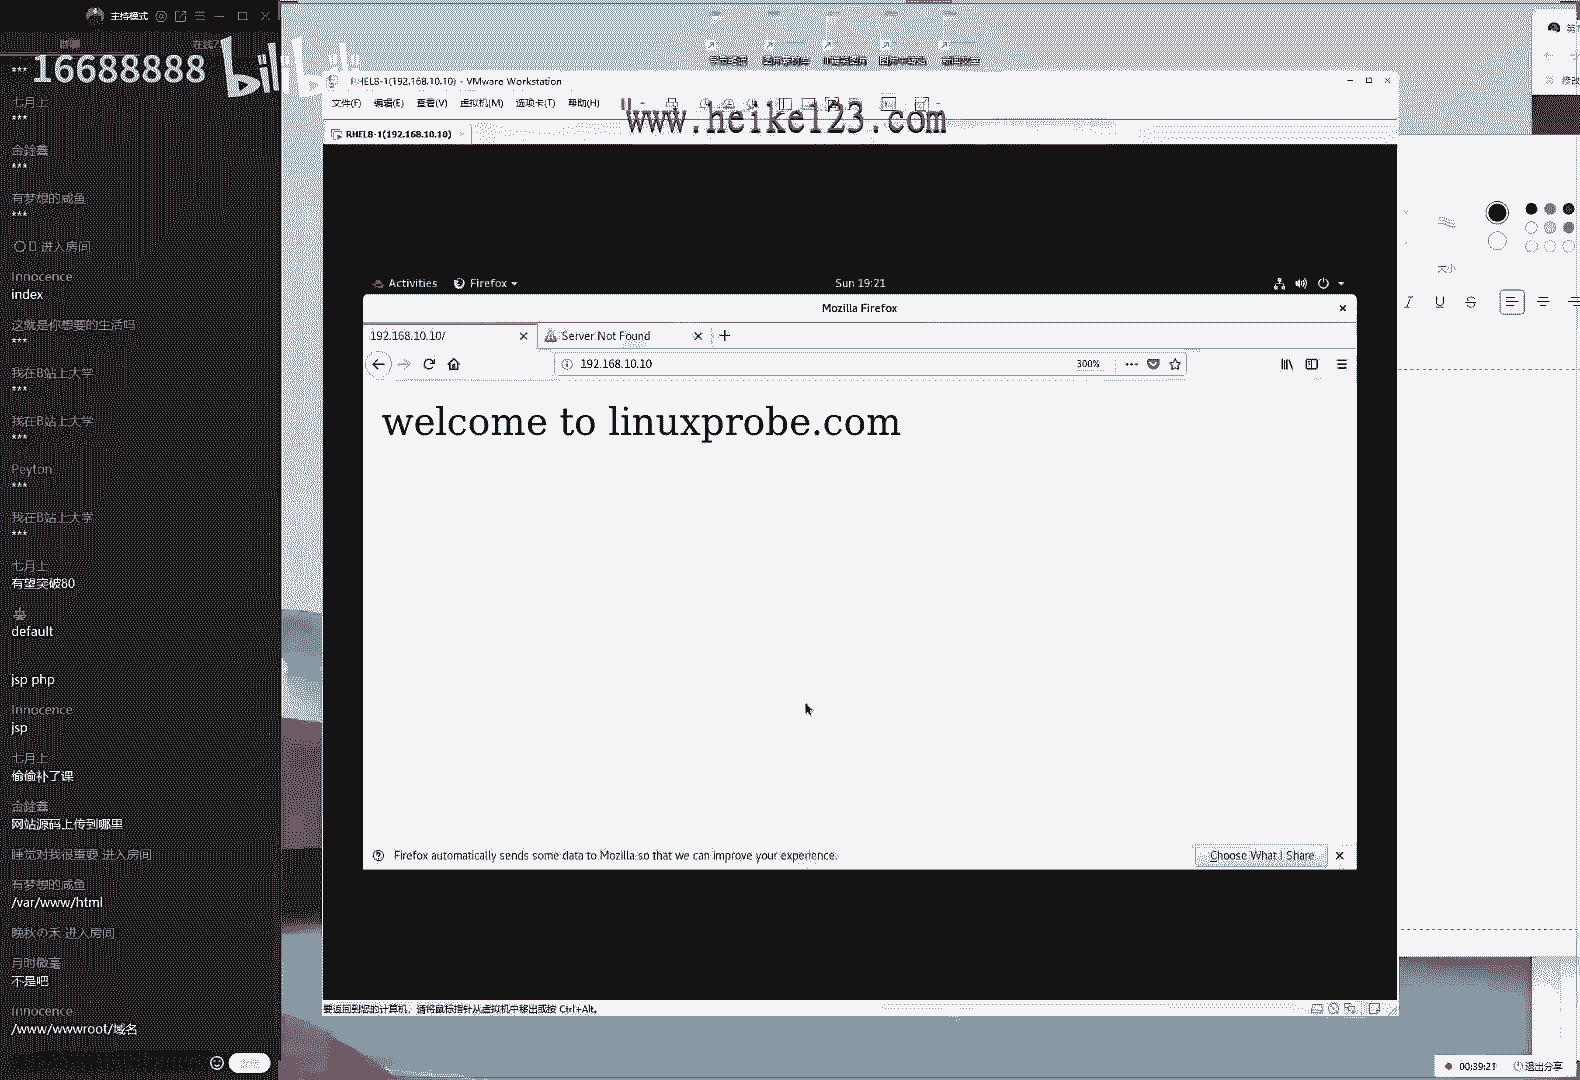 主持模式
16688888
bilibili
七月上
***
金銓鑫
***
有梦想的咸鱼
***
进入房间
Innocence
index
这就是你想要的生活吗
***
我在B站上大学
***
我在B站上大学
***
Peyton
***
我在B站上大学
***
七月上
有望突破80
default
jsp php
Innocence
jsp
七月上
偷偷补了课
金銓鑫
网站源码上传到哪里
睡觉对我很重要 进入房间
有梦想的咸鱼
/var/www/html
晚秋の禾 进入房间
月时微毫
不是吧
Innocence
/www/wwwroot/域名
RHEL8-1(192.168.10.10) - VMware Workstation
文件(F) 编辑(E) 查看(V) 虚拟机(M) 选项卡(T) 帮助(H)
www.heike123.com
RHEL8-1(192.168.10.10)
Activities Firefox Sun 19:21
Mozilla Firefox
192.168.10.10/ Server Not Found
192.168.10.10 300%
welcome to linuxprobe.com
Firefox automatically sends some data to Mozilla so that we can improve your experience.
Choose What I Share
要返回到您的计算机，请将鼠标指针从虚拟机中移出或按 Ctrl+Alt。
大小
修改
00:39:21 退出分享